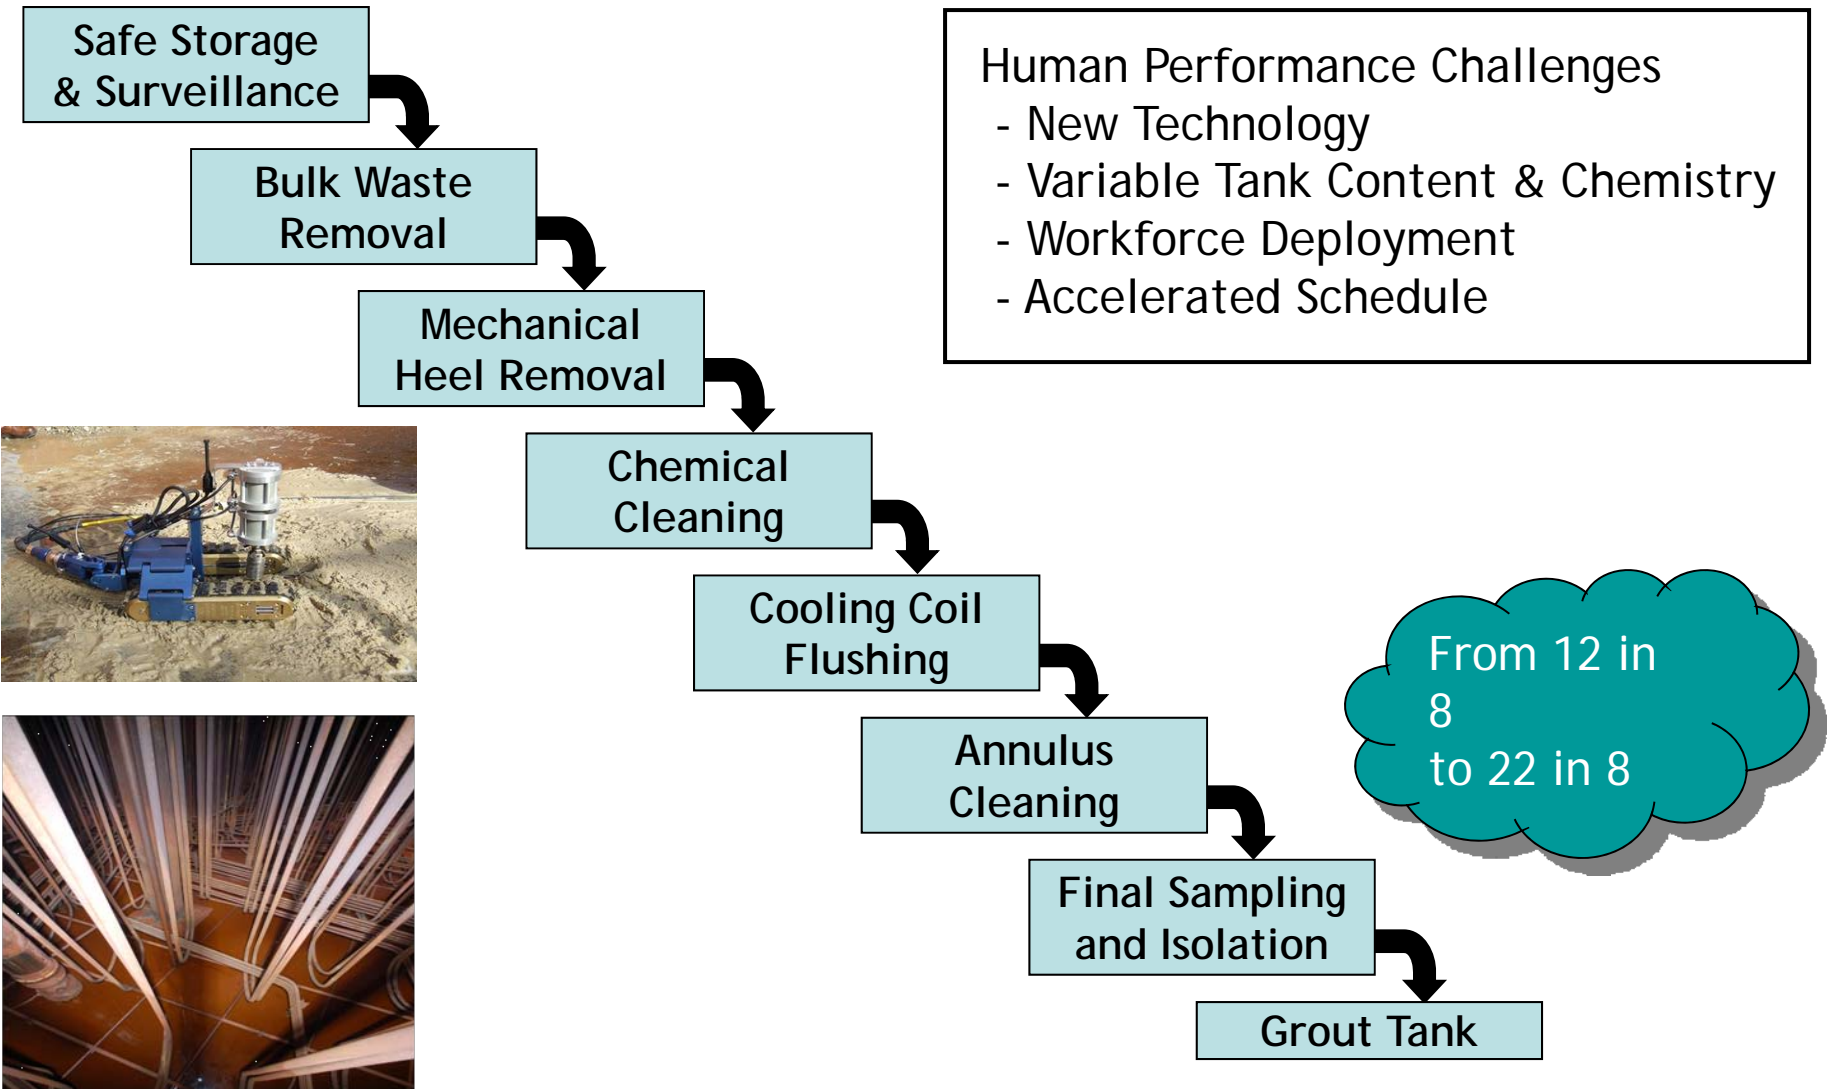 Safe Storage
& Surveillance
Bulk Waste
Removal
Mechanical
Heel Removal
Chemical
Cleaning
Cooling Coil
Flushing
Annulus
Cleaning
Final Sampling
and Isolation
Grout Tank
Human Performance Challenges
- New Technology
- Variable Tank Content & Chemistry
- Workforce Deployment
- Accelerated Schedule
From 12 in
8
to 22 in 8